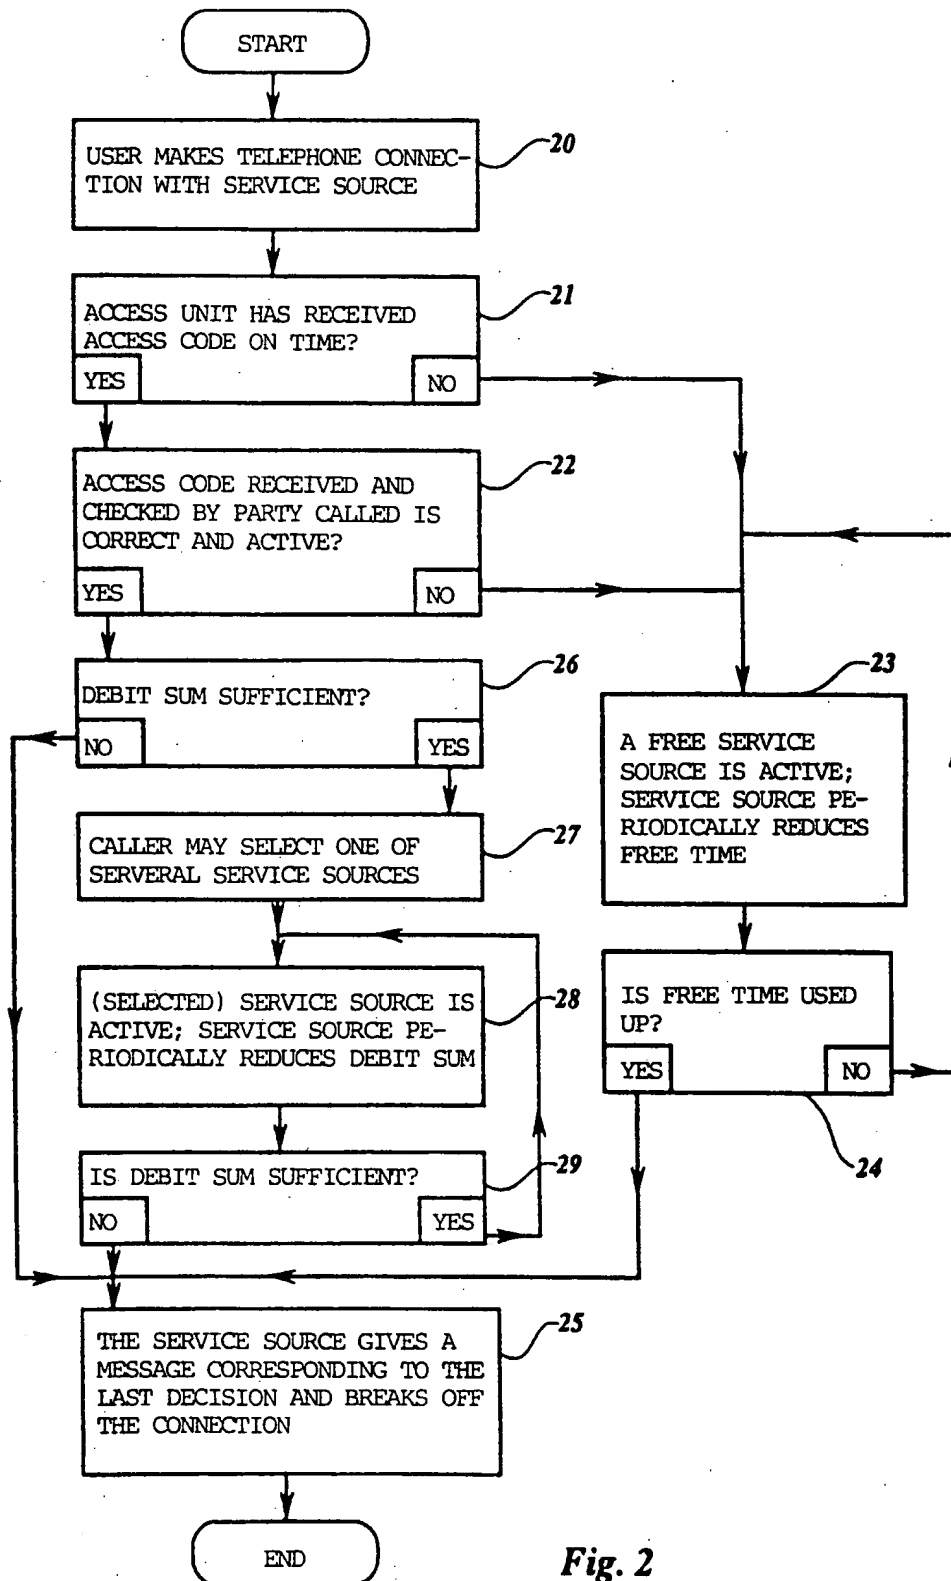 START
20
USER MAKES TELEPHONE CONNEC-
TION WITH SERVICE SOURCE
21
ACCESS UNIT HAS RECEIVED
ACCESS CODE ON TIME?
YES
NO
22
ACCESS CODE RECEIVED AND
CHECKED BY PARTY CALLED IS
CORRECT AND ACTIVE?
YES
NO
26
DEBIT SUM SUFFICIENT?
NO
YES
23
A FREE SERVICE
SOURCE IS ACTIVE;
SERVICE SOURCE PE-
RIODICALLY REDUCES
FREE TIME
27
CALLER MAY SELECT ONE OF
SERVERAL SERVICE SOURCES
28
(SELECTED) SERVICE SOURCE IS
ACTIVE; SERVICE SOURCE PE-
RIODICALLY REDUCES DEBIT SUM
IS FREE TIME USED
UP?
YES
NO
24
29
IS DEBIT SUM SUFFICIENT?
NO
YES
25
THE SERVICE SOURCE GIVES A
MESSAGE CORRESPONDING TO THE
LAST DECISION AND BREAKS OFF
THE CONNECTION
END
Fig. 2